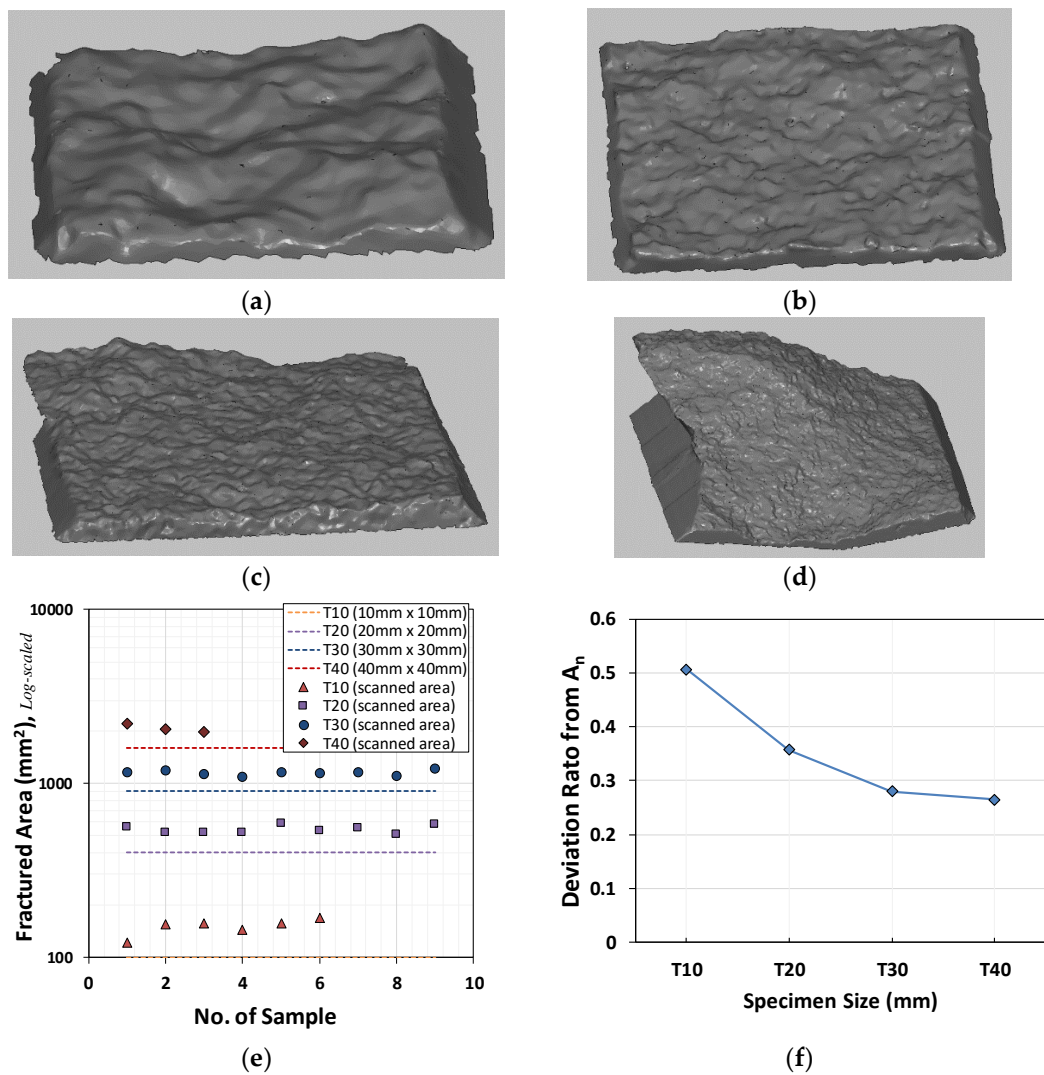 (a)
(b)
(c)
(d)
10000
1000
100
Fractured Area (mm²), Log-scaled
T10 (10mm x 10mm)
T20 (20mm x 20mm)
T30 (30mm x 30mm)
T40 (40mm x 40mm)
T10 (scanned area)
T20 (scanned area)
T30 (scanned area)
T40 (scanned area)
0 2 4 6 8 10
No. of Sample
(e)
0.6
0.5
0.4
0.3
0.2
0.1
0
Deviation Rato from Aₙ
T10 T20 T30 T40
Specimen Size (mm)
(f)